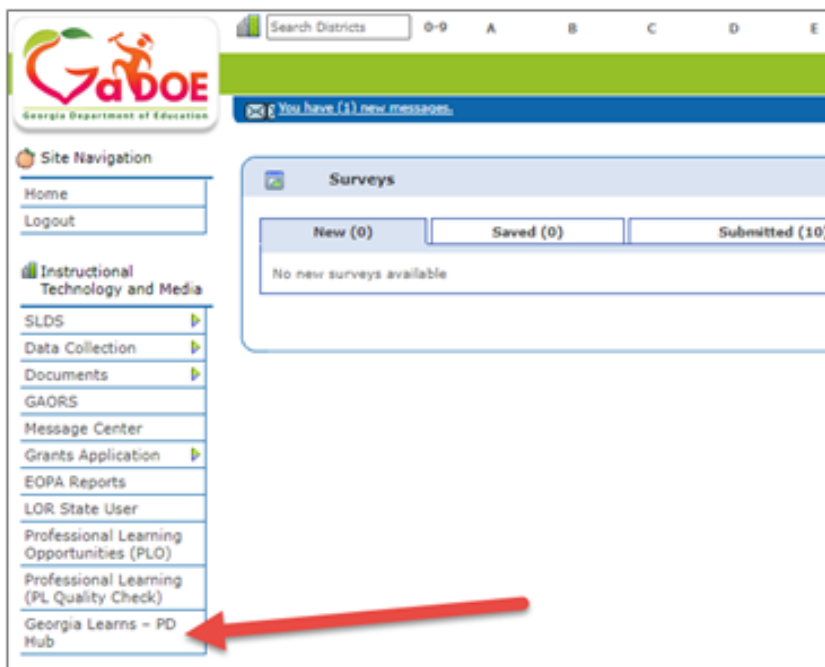 Search Districts 0-9 A B C D E
GaDOE
Georgia Department of Education
You have (1) new messages.
Site Navigation
Home
Logout
Instructional
Technology and Media
SLDS
Data Collection
Documents
GAORS
Message Center
Grants Application
EOPA Reports
LOR State User
Professional Learning
Opportunities (PLO)
Professional Learning
(PL Quality Check)
Georgia Learns – PD
Hub
Surveys
New (0) Saved (0) Submitted (10)
No new surveys available